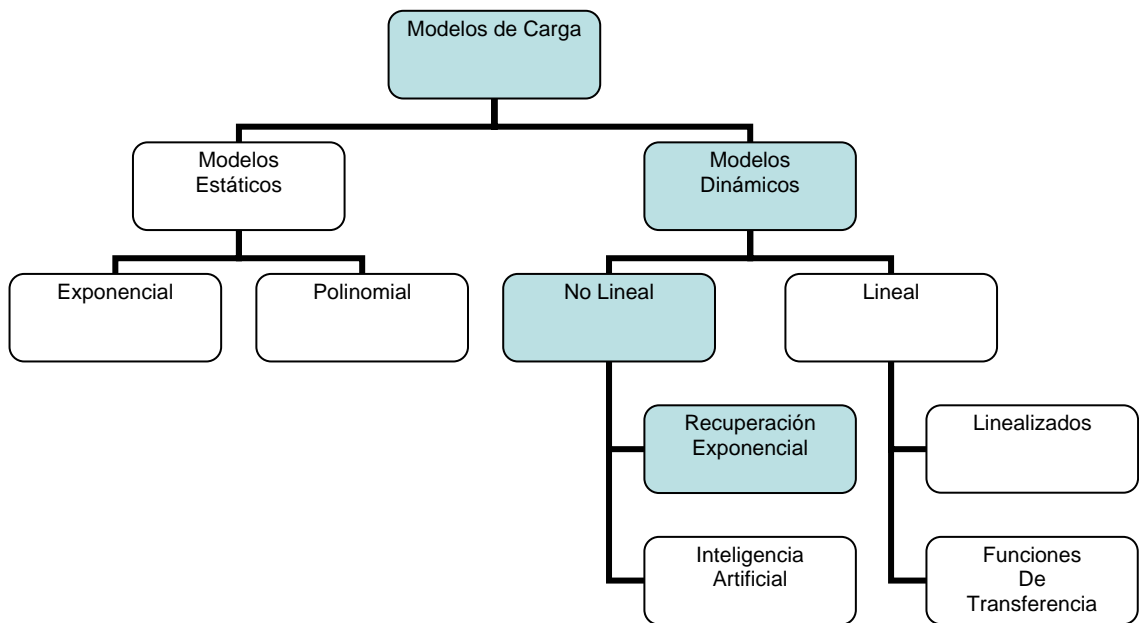 Modelos de Carga
Modelos
Estáticos
Modelos
Dinámicos
Exponencial
Polinomial
No Lineal
Lineal
Recuperación
Exponencial
Linealizados
Inteligencia
Artificial
Funciones
De
Transferencia